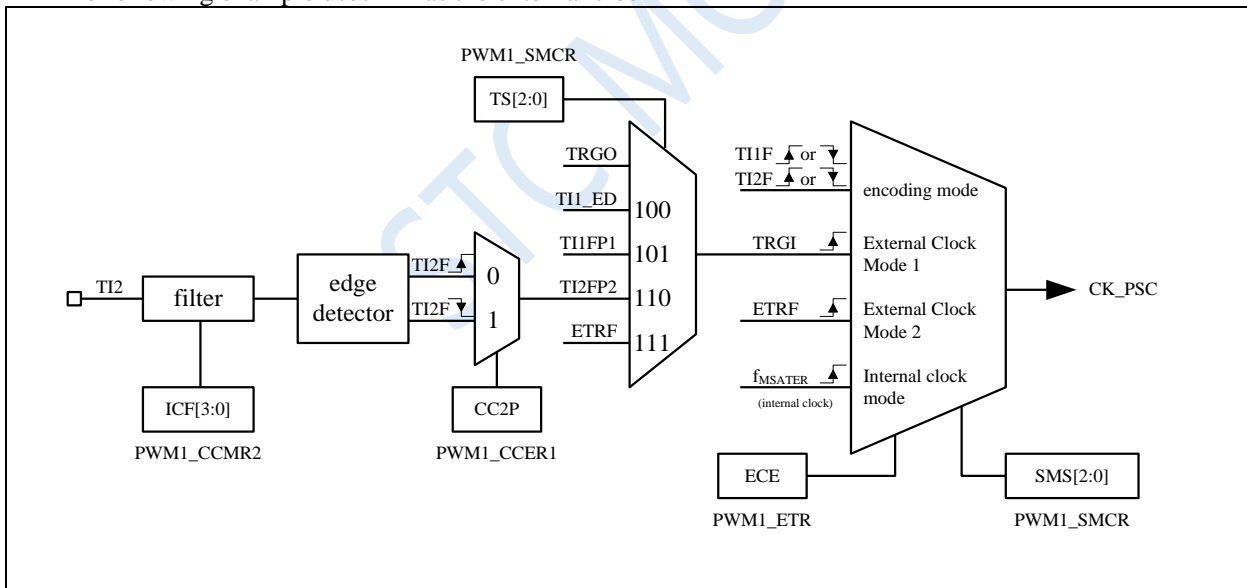 PWM1_SMCR
TS[2:0]
TRGO
TI1_ED
100
TI1FP1
101
TI2FP2
110
ETRF
111
TI2
filter
edge
detector
TI2F
0
TI2F
1
ICF[3:0]
PWM1_CCMR2
CC2P
PWM1_CCER1
TI1F or
TI2F or
encoding mode
TRGI
External Clock
Mode 1
ETRF
External Clock
Mode 2
fMSATER
(internal clock)
Internal clock
mode
CK_PSC
ECE
PWM1_ETR
SMS[2:0]
PWM1_SMCR